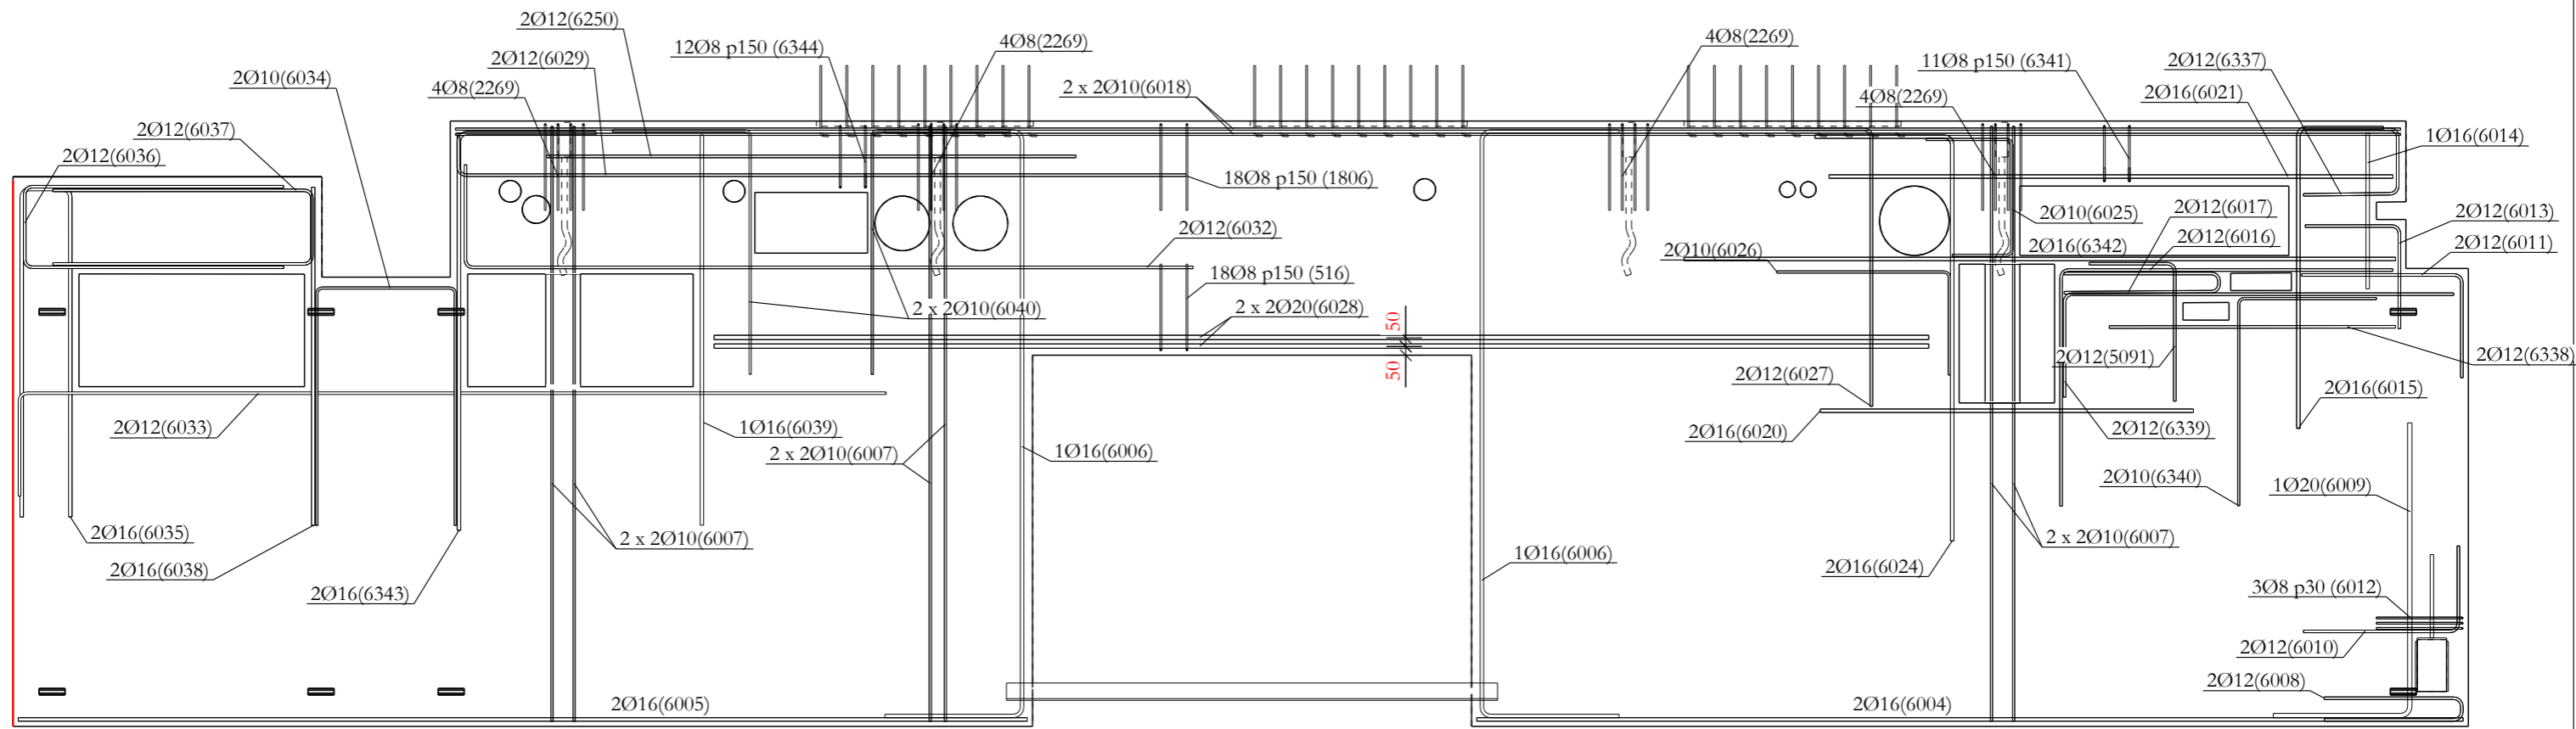 2Ø12(6250)
4Ø8(2269)
4Ø8(2269)
12Ø8 p150 (6344)
2Ø12(6029)
11Ø8 p150 (6341)
2Ø12(6337)
2Ø10(6034)
4Ø8(2269)
2 x 2Ø10(6018)
4Ø8(2269)
2Ø16(6021)
2Ø12(6037)
1Ø16(6014)
2Ø12(6036)
18Ø8 p150 (1806)
2Ø10(6025)
2Ø12(6017)
2Ø12(6013)
2Ø12(6032)
2Ø10(6026)
2Ø16(6342)
2Ø12(6016)
2Ø12(6011)
18Ø8 p150 (516)
2 x 2Ø10(6040)
2 x 2Ø20(6028)
50
50
2Ø12(5091)
2Ø12(6338)
2Ø12(6027)
2Ø16(6015)
2Ø12(6033)
1Ø16(6039)
2Ø16(6020)
2Ø12(6339)
2 x 2Ø10(6007)
1Ø16(6006)
2Ø10(6340)
1Ø20(6009)
2Ø16(6035)
2 x 2Ø10(6007)
2 x 2Ø10(6007)
1Ø16(6006)
2Ø16(6038)
2Ø16(6024)
2Ø16(6343)
3Ø8 p30 (6012)
2Ø12(6010)
2Ø12(6008)
2Ø16(6005)
2Ø16(6004)